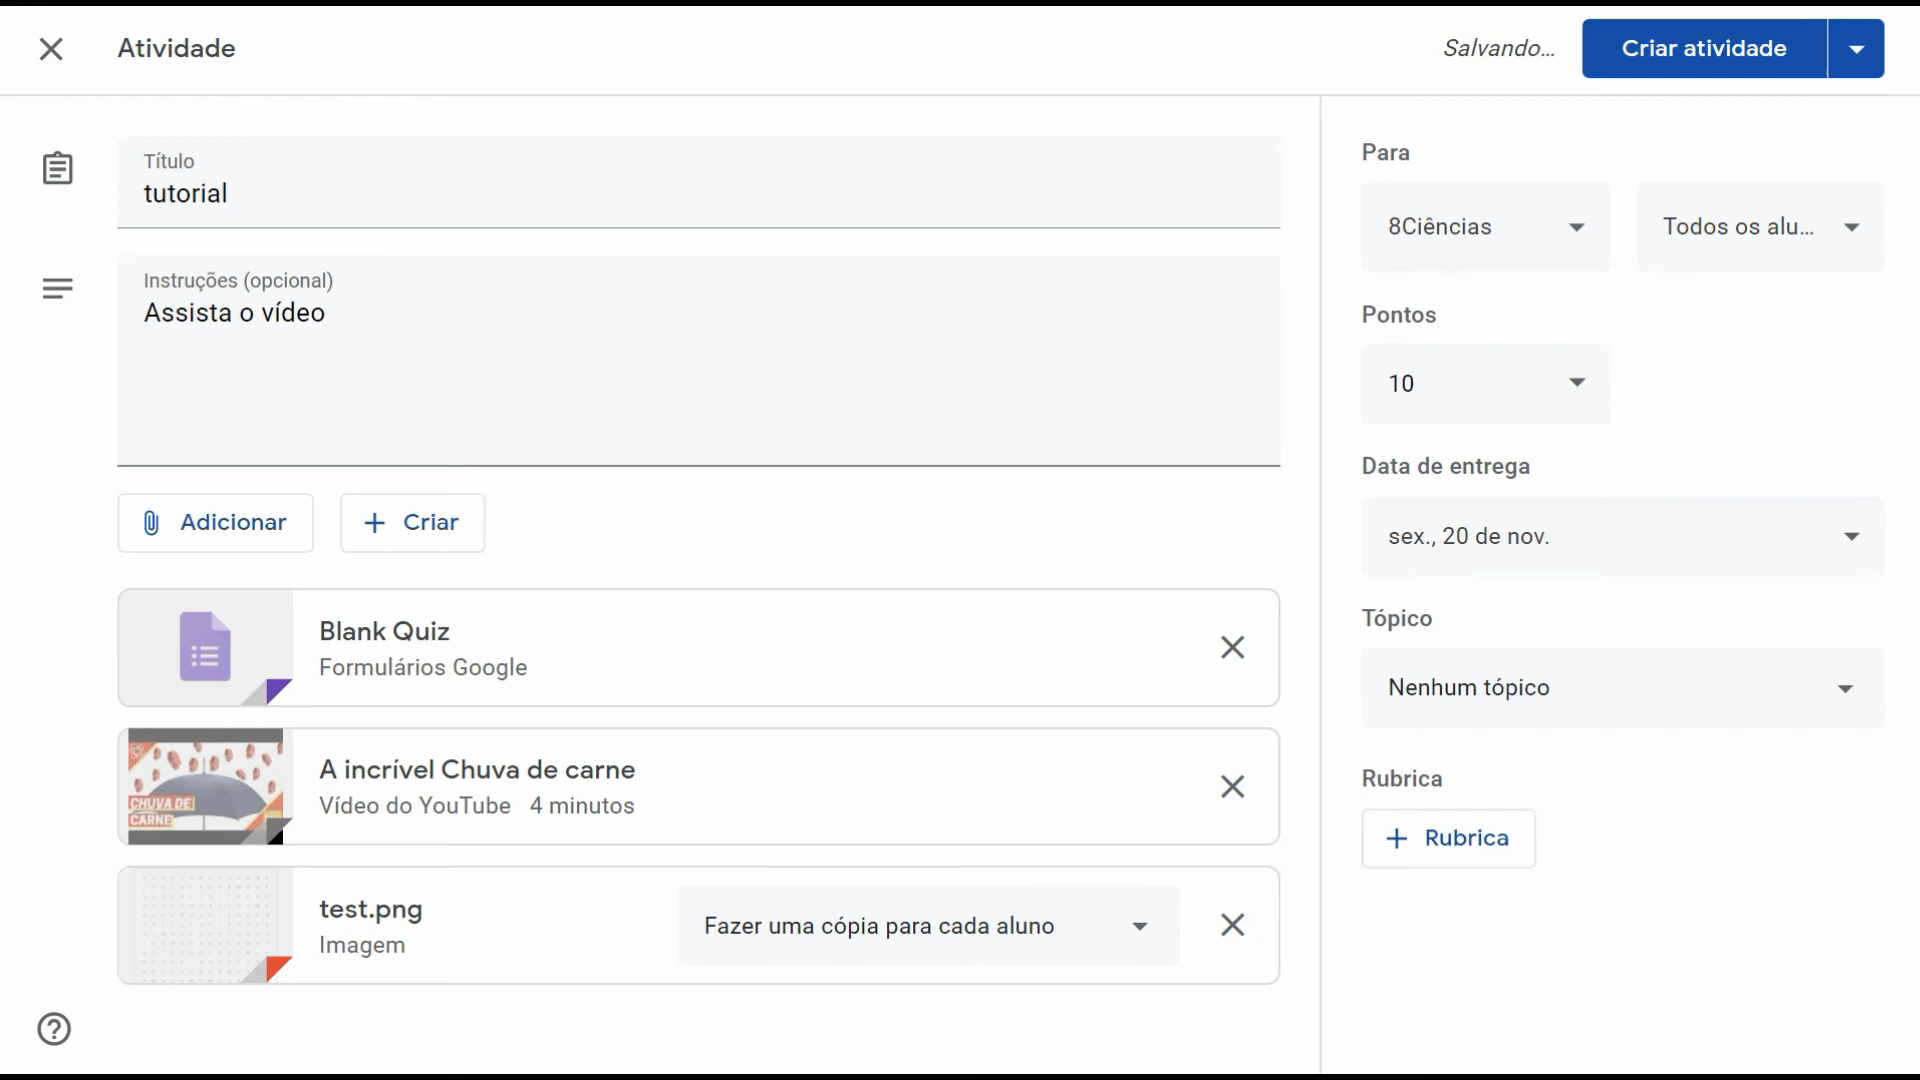 Atividade
Salvando...
Criar atividade
Título
tutorial
Instruções (opcional)
Assista o vídeo
Adicionar
Criar
Blank Quiz
Formulários Google
CHUVA DE
CARNE
A incrível Chuva de carne
Vídeo do YouTube 4 minutos
test.png
Imagem
Fazer uma cópia para cada aluno
Para
8Ciências
Todos os alu...
Pontos
10
Data de entrega
sex., 20 de nov.
Tópico
Nenhum tópico
Rubrica
Rubrica